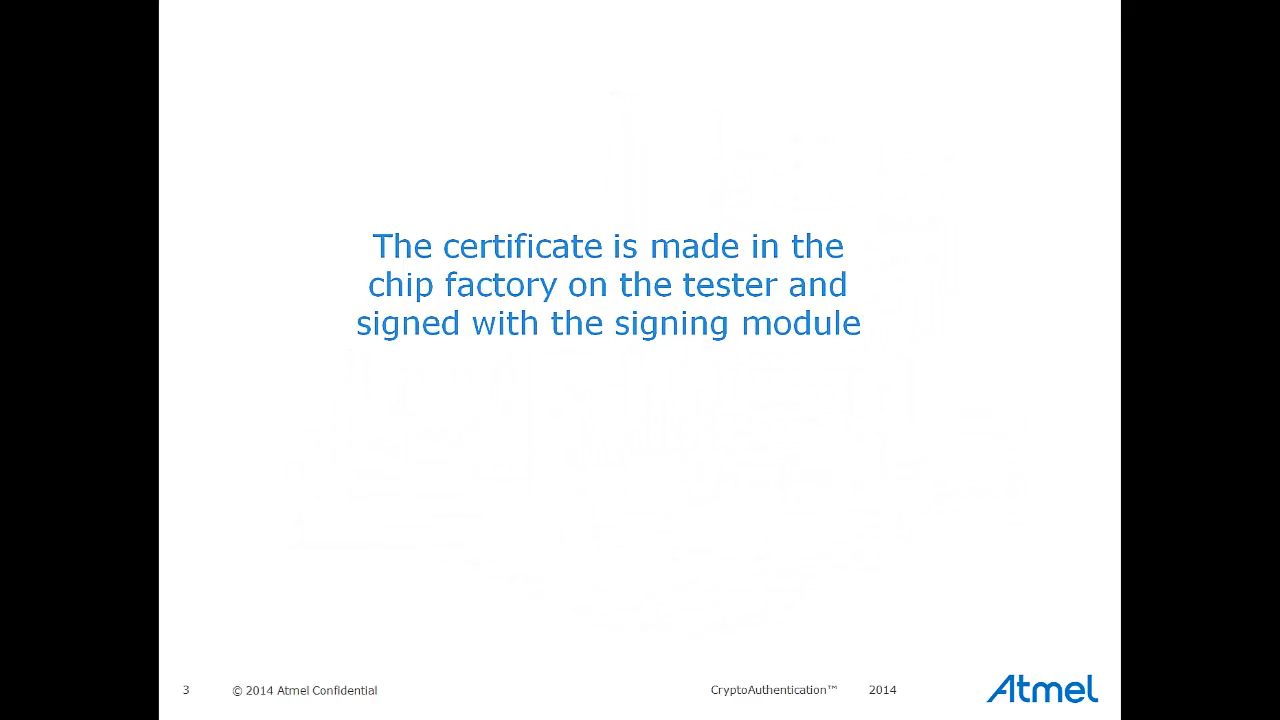 The certificate is made in the
chip factory on the tester and
signed with the signing module
3
© 2014 Atmel Confidential
CryptoAuthentication™
2014
Atmel